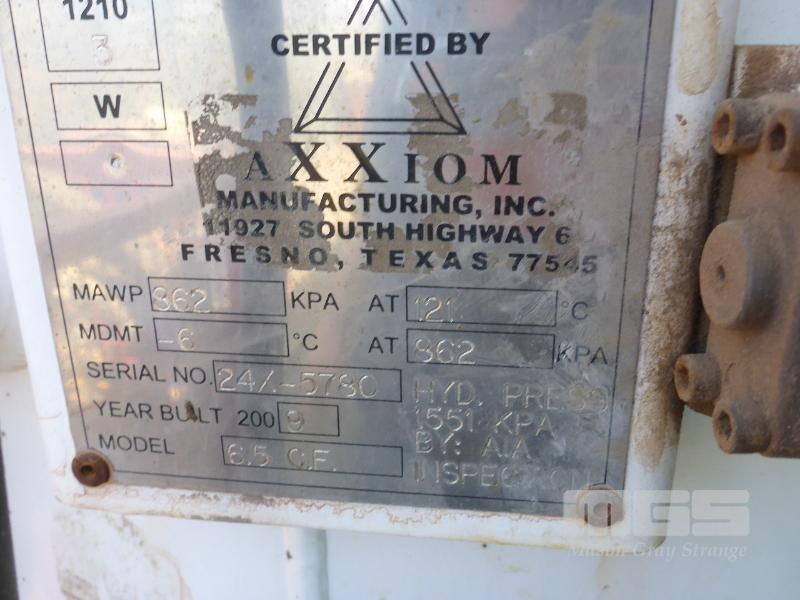 1210
3
W
CERTIFIED BY
AXXIOM
MANUFACTURING, INC.
11927 SOUTH HIGHWAY 6
FRESNO, TEXAS 77545
MAWP 862 KPA AT 121 °C
MDMT -6 °C AT 862 KPA
SERIAL NO. 24/.-5780
YEAR BUILT 2009
MODEL 6.5 C.F.
HYD. PRESS
1551 KPA
BY: AIA
INSPECTION
MGS
Mason Gray Strange